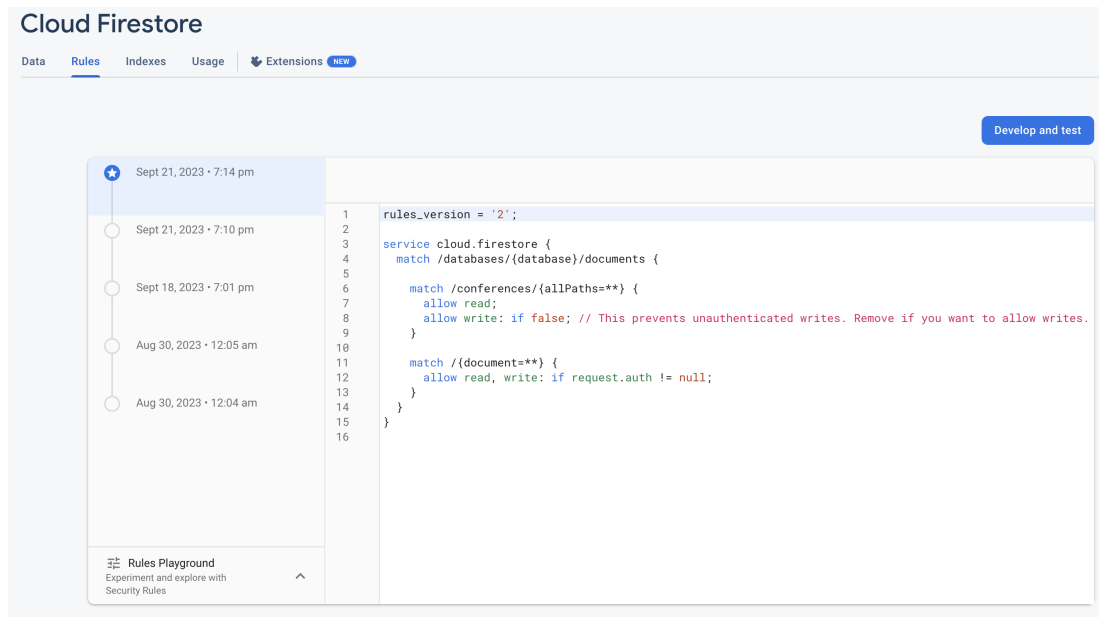 Cloud Firestore
Data Rules Indexes Usage Extensions NEW
Develop and test
Sept 21, 2023 • 7:14 pm
Sept 21, 2023 • 7:10 pm
Sept 18, 2023 • 7:01 pm
Aug 30, 2023 • 12:05 am
Aug 30, 2023 • 12:04 am
Rules Playground
Experiment and explore with
Security Rules
1 rules_version = '2';
2
3 service cloud.firestore {
4   match /databases/{database}/documents {
5
6     match /conferences/{allPaths=**} {
7       allow read;
8       allow write: if false; // This prevents unauthenticated writes. Remove if you want to allow writes.
9     }
10
11     match /{document=**} {
12       allow read, write: if request.auth != null;
13     }
14   }
15 }
16